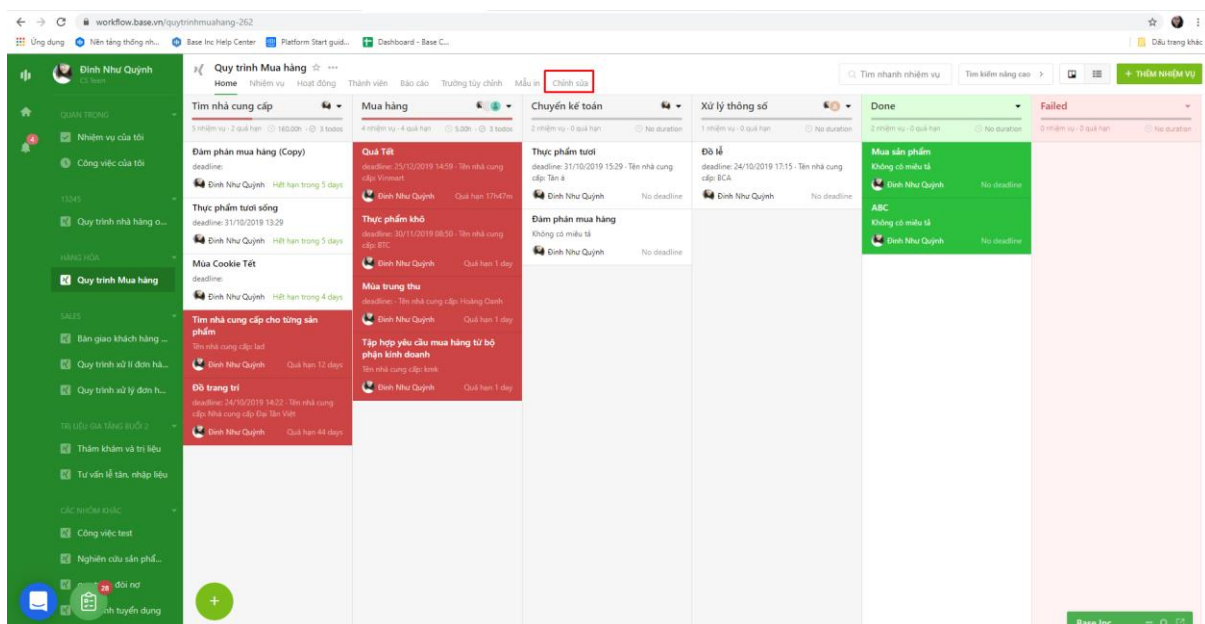 workflow.base.vn/quytrinhmuahang-262
Ứng dụng
Nền tảng thống nh...
Base Inc Help Center
Platform Start guid...
Dashboard - Base C...
Dấu trang khác
Đinh Như Quỳnh
CS Team
QUAN TRỌNG
Nhiệm vụ của tôi
4
Công việc của tôi
Quy trình nhà hàng o...
HÀNG HÓA
Quy trình Mua hàng
SALES
Bàn giao khách hàng ...
Quy trình xử lí đơn hà...
Quy trình xử lý đơn h...
TRỊ LIỆU GIA TĂNG BUỔI 2
Thăm khám và trị liệu
Tư vấn lễ tân, nhập liệu
CÁC NHÓM KHÁC
Công việc test
Nghiên cứu sản phẩ...
đòi nợ
28
nh tuyển dụng
Quy trình Mua hàng
Home Nhiệm vụ Hoạt động Thành viên Báo cáo Trường tùy chỉnh Mẫu in Chỉnh sửa
Tìm nhanh nhiệm vụ
Tìm kiếm nâng cao
+ THÊM NHIỆM VỤ
Tìm nhà cung cấp
5 nhiệm vụ - 2 quá hạn 160.00h - 3 todos
Đàm phán mua hàng (Copy)
deadline:
Đinh Như Quỳnh Hết hạn trong 5 days
Thực phẩm tươi sống
deadline: 31/10/2019 13:29
Đinh Như Quỳnh Hết hạn trong 5 days
Mùa Cookie Tết
deadline:
Đinh Như Quỳnh Hết hạn trong 4 days
Tìm nhà cung cấp cho từng sản
phẩm
Tên nhà cung cấp: lad
Đinh Như Quỳnh Quá hạn 12 days
Đồ trang trí
deadline: 24/10/2019 14:22 - Tên nhà cung
cấp: Nhà cung cấp Đại Tân Việt
Đinh Như Quỳnh Quá hạn 44 days
Mua hàng
4 nhiệm vụ - 4 quá hạn 5.00h - 3 todos
Quà Tết
deadline: 25/12/2019 14:59 - Tên nhà cung
cấp: Vinmart
Đinh Như Quỳnh Quá hạn 17h47m
Thực phẩm khô
deadline: 30/11/2019 08:50 - Tên nhà cung
cấp: BTC
Đinh Như Quỳnh Quá hạn 1 day
Mùa trung thu
deadline: - Tên nhà cung cấp: Hoàng Oanh
Đinh Như Quỳnh Quá hạn 1 day
Tập hợp yêu cầu mua hàng từ bộ
phận kinh doanh
Tên nhà cung cấp: kmk
Đinh Như Quỳnh Quá hạn 1 day
Chuyển kế toán
2 nhiệm vụ - 0 quá hạn No duration
Thực phẩm tươi
deadline: 31/10/2019 15:29 - Tên nhà cung
cấp: Tân á
Đinh Như Quỳnh No deadline
Đàm phán mua hàng
Không có miêu tả
Đinh Như Quỳnh No deadline
Xử lý thông số
1 nhiệm vụ - 0 quá hạn No duration
Đồ lễ
deadline: 24/10/2019 17:15 - Tên nhà cung
cấp: BCA
Đinh Như Quỳnh No deadline
Done
2 nhiệm vụ - 0 quá hạn No duration
Mua sản phẩm
Không có miêu tả
Đinh Như Quỳnh No deadline
ABC
Không có miêu tả
Đinh Như Quỳnh No deadline
Failed
0 nhiệm vụ - 0 quá hạn No duration
Base Inc